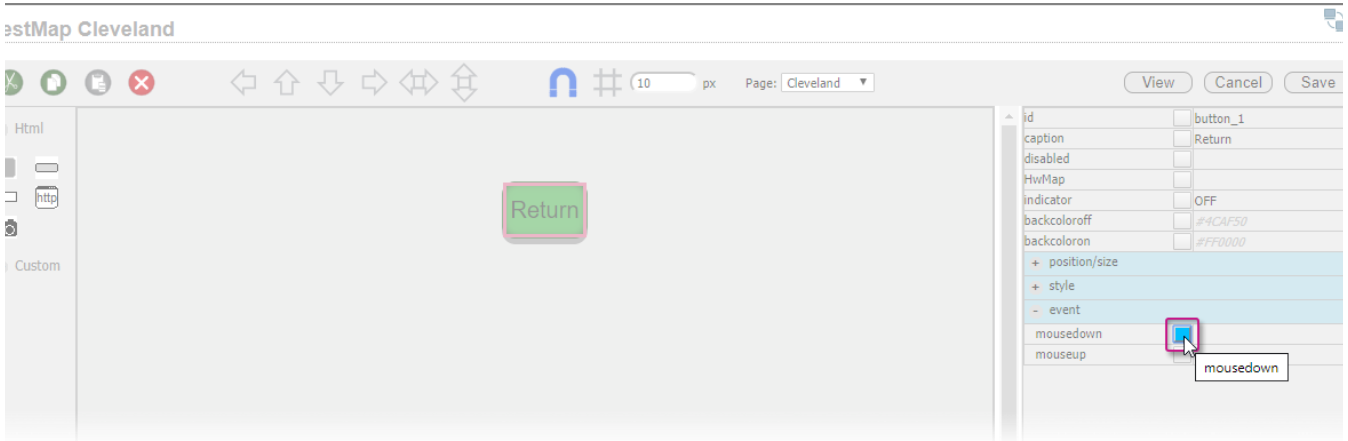 estMap Cleveland
10 px Page: Cleveland View Cancel Save
Html
http
Custom
Return
id button_1
caption Return
disabled
HwMap
indicator OFF
backcoloroff #4CAF50
backcoloron #FF0000
+ position/size
+ style
- event
mousedown
mouseup
mousedown